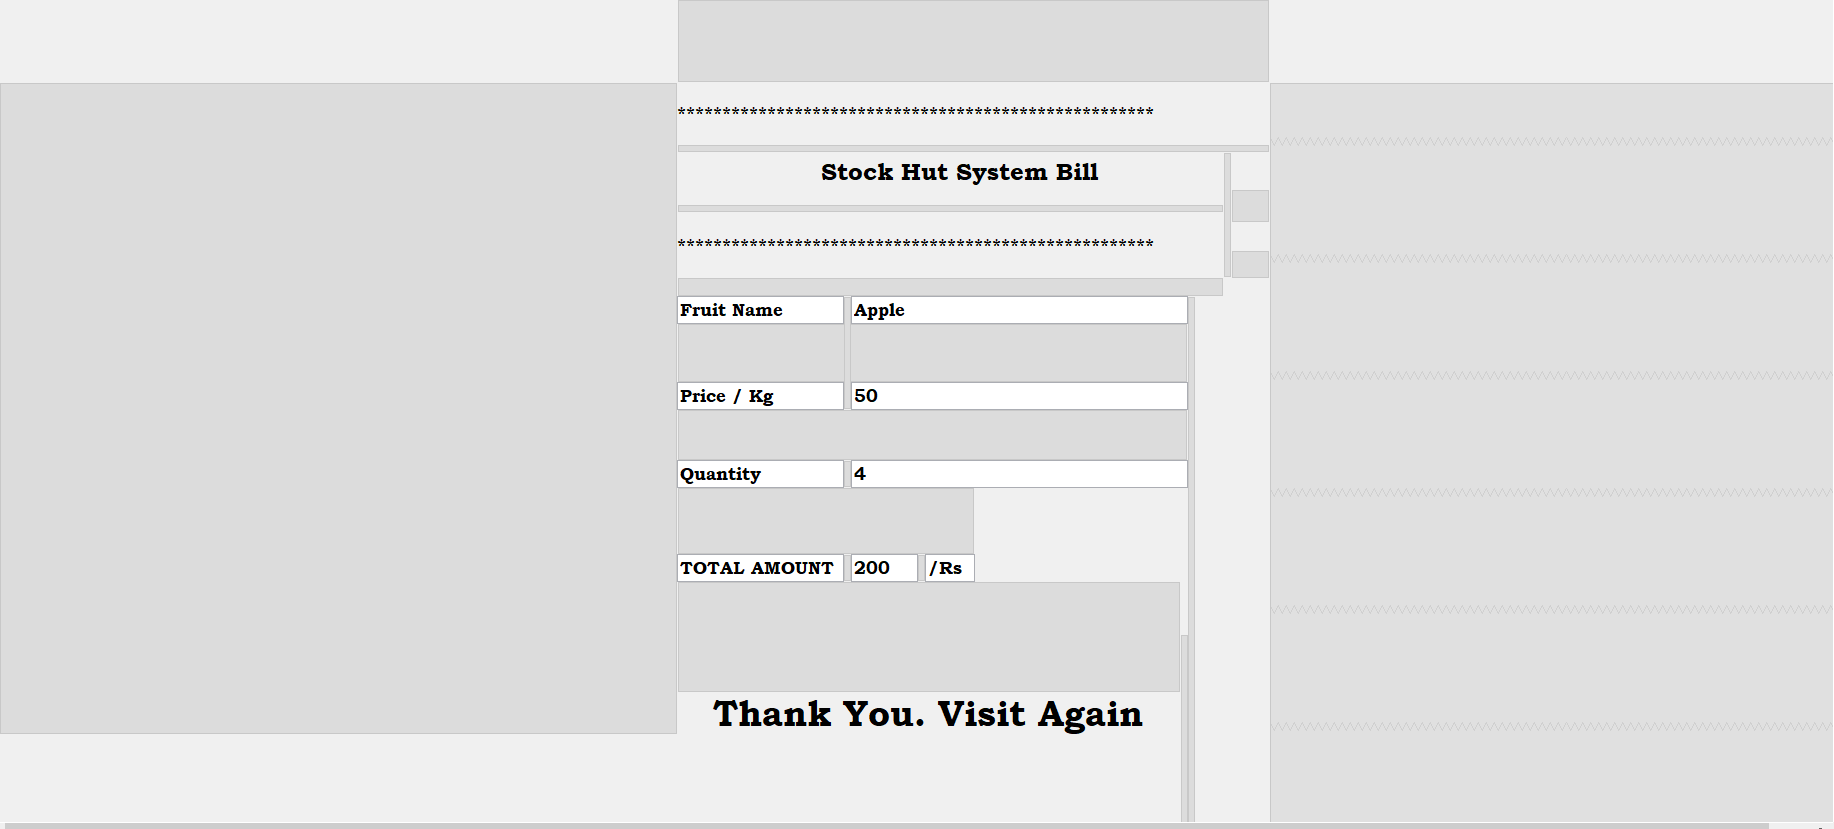 *****************************************************
Stock Hut System Bill
*****************************************************
Fruit Name Apple
Price / Kg 50
Quantity 4
TOTAL AMOUNT 200 /Rs
Thank You. Visit Again